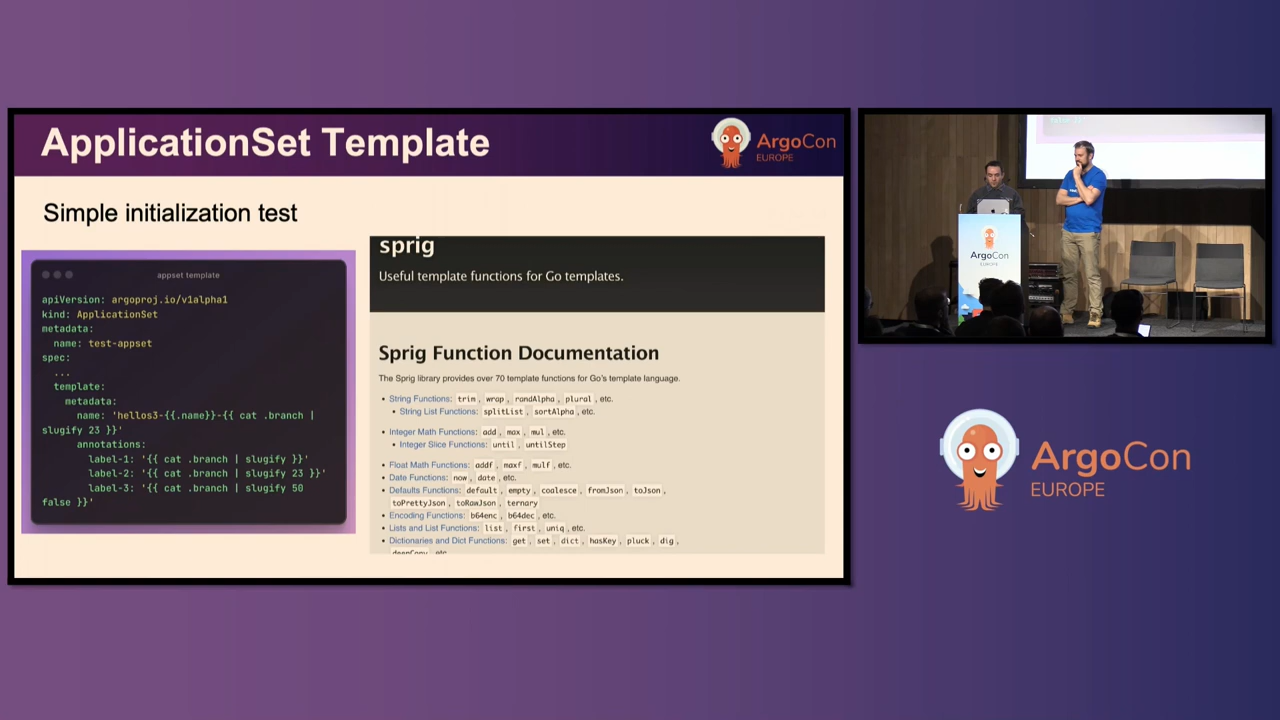 ApplicationSet Template
ArgoCon
EUROPE
Simple initialization test
appset template
apiVersion: argoproj.io/v1alpha1
kind: ApplicationSet
metadata:
name: test-appset
spec:
...
template:
metadata:
name: 'hellos3-{{.name}}-{{ cat .branch |
slugify 23 }}'
annotations:
label-1: '{{ cat .branch | slugify }}'
label-2: '{{ cat .branch | slugify 23 }}'
label-3: '{{ cat .branch | slugify 50
false }}'
sprig
Useful template functions for Go templates.
Sprig Function Documentation
The Sprig library provides over 70 template functions for Go's template language.
• String Functions: trim, wrap, randAlpha, plural, etc.
• String List Functions: splitList, sortAlpha, etc.
• Integer Math Functions: add, max, mul, etc.
• Integer Slice Functions: until, untilStep
• Float Math Functions: addf, maxf, mulf, etc.
• Date Functions: now, date, etc.
• Defaults Functions: default, empty, coalesce, fromJson, toJson,
toPrettyJson, toRawJson, ternary
• Encoding Functions: b64enc, b64dec, etc.
• Lists and List Functions: list, first, uniq, etc.
• Dictionaries and Dict Functions: get, set, dict, hasKey, pluck, dig,
deepCopy, etc.
ArgoCon
EUROPE
ArgoCon
EUROPE